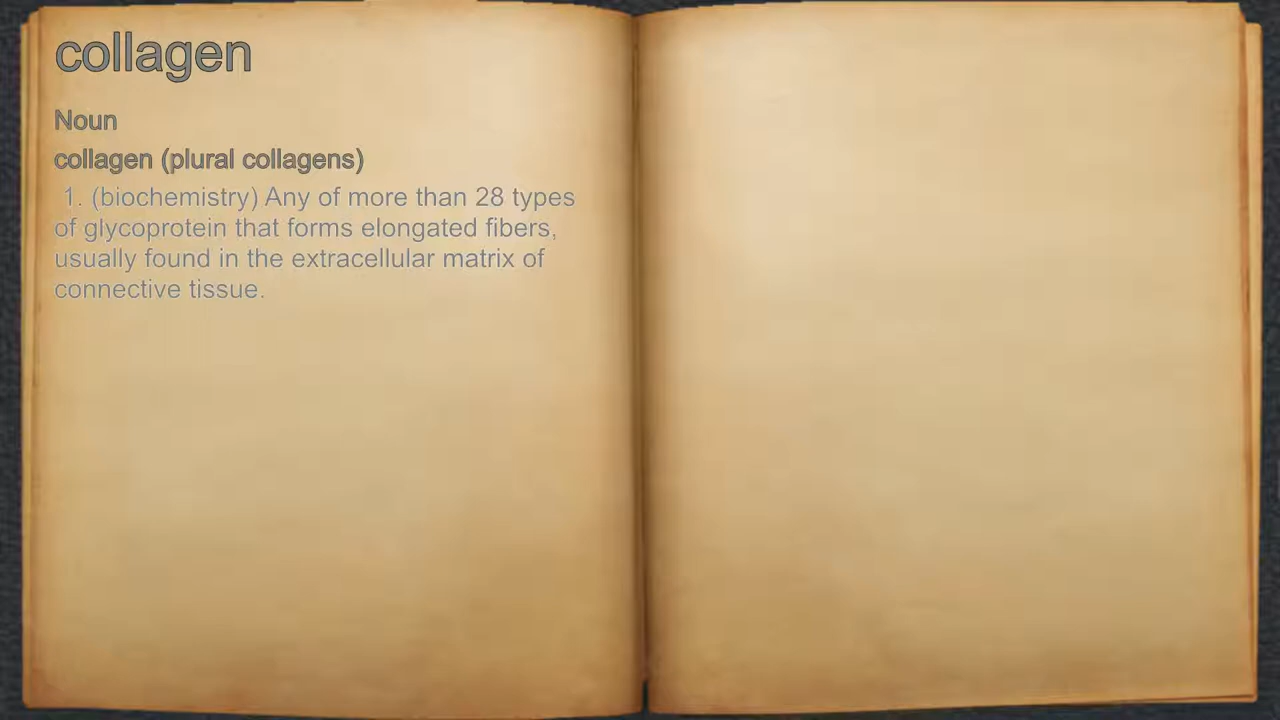 collagen
Noun
collagen (plural collagens)
1. (biochemistry) Any of more than 28 types
of glycoprotein that forms elongated fibers,
usually found in the extracellular matrix of
connective tissue.